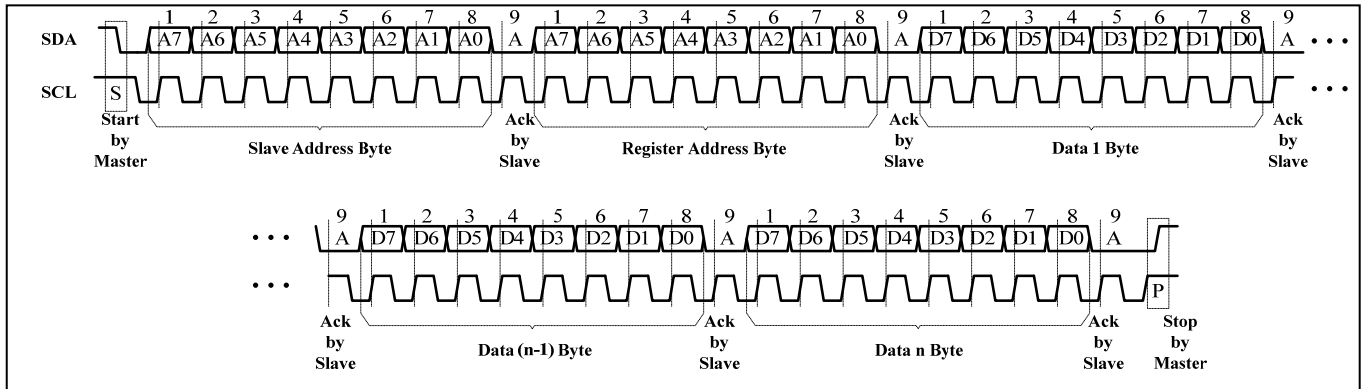 1 2 3 4 5 6 7 8 9 1 2 3 4 5 6 7 8 9 1 2 3 4 5 6 7 8 9
SDA A7 A6 A5 A4 A3 A2 A1 A0 A A7 A6 A5 A4 A3 A2 A1 A0 A D7 D6 D5 D4 D3 D2 D1 D0 A • • •
SCL S • • •
Start by Master
Slave Address Byte
Ack by Slave
Register Address Byte
Ack by Slave
Data 1 Byte
Ack by Slave
9 1 2 3 4 5 6 7 8 9 1 2 3 4 5 6 7 8 9
• • • A D7 D6 D5 D4 D3 D2 D1 D0 A D7 D6 D5 D4 D3 D2 D1 D0 A
• • • P
Ack by Slave
Data (n-1) Byte
Ack by Slave
Data n Byte
Ack by Slave
Stop by Master